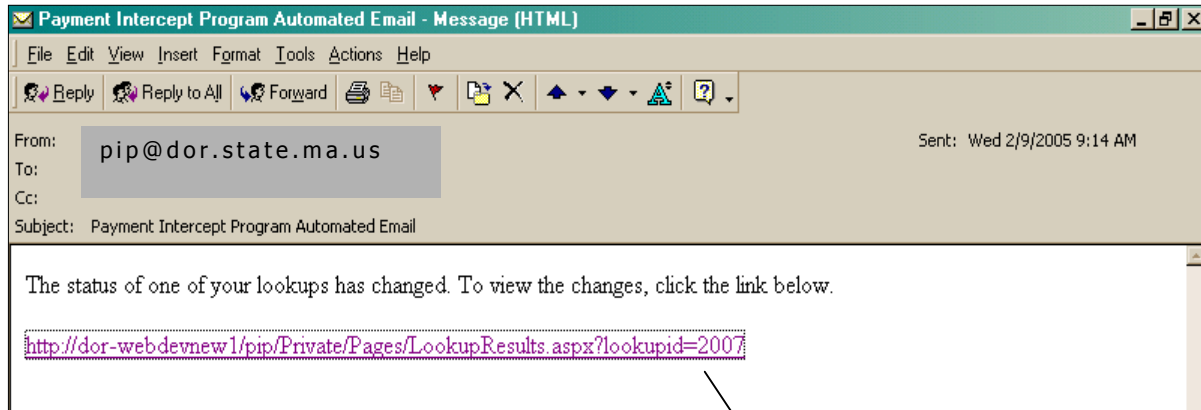 Payment Intercept Program Automated Email - Message (HTML)
File Edit View Insert Format Tools Actions Help
Reply Reply to All Forward
From: pip@dor.state.ma.us Sent: Wed 2/9/2005 9:14 AM
To:
Cc:
Subject: Payment Intercept Program Automated Email
The status of one of your lookups has changed. To view the changes, click the link below.
http://dor-webdevnew1/pip/Private/Pages/LookupResults.aspx?lookupid=2007